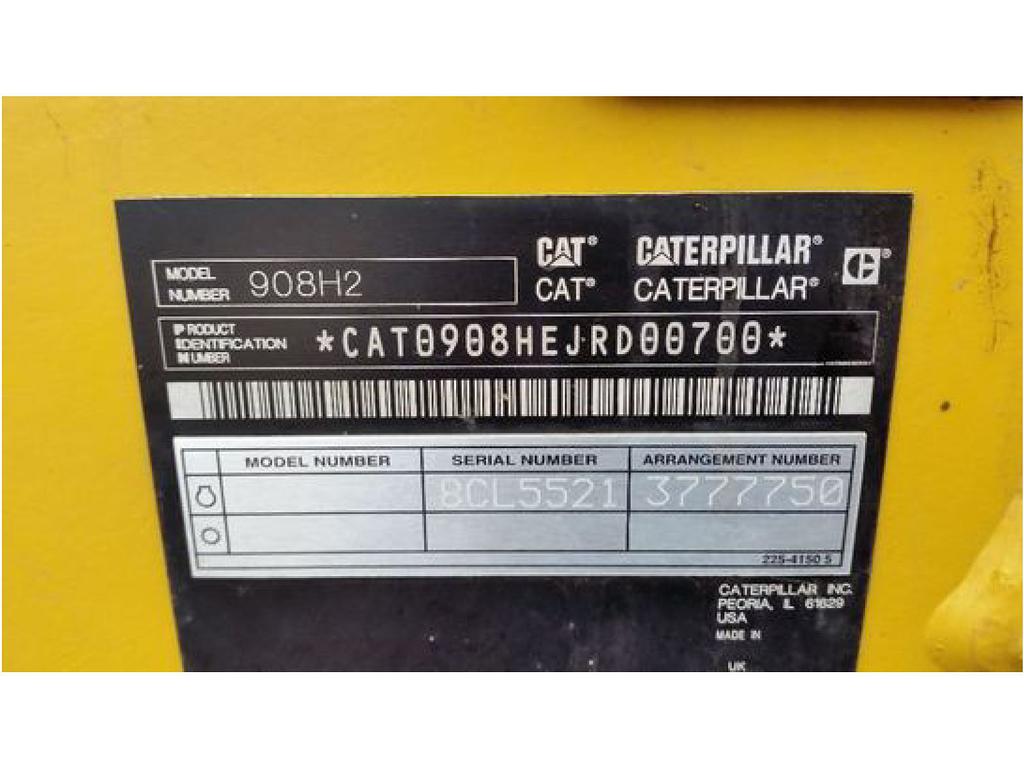 CAT® CATERPILLAR®
CAT® CATERPILLAR®
MODEL
NUMBER 908H2
PRODUCT
IDENTIFICATION
NUMBER *CAT0908HEJRD00700*
MODEL NUMBER SERIAL NUMBER ARRANGEMENT NUMBER
8CL5521 3777750
225-4150 5
CATERPILLAR INC.
PEORIA, IL 61629
USA
MADE IN
UK